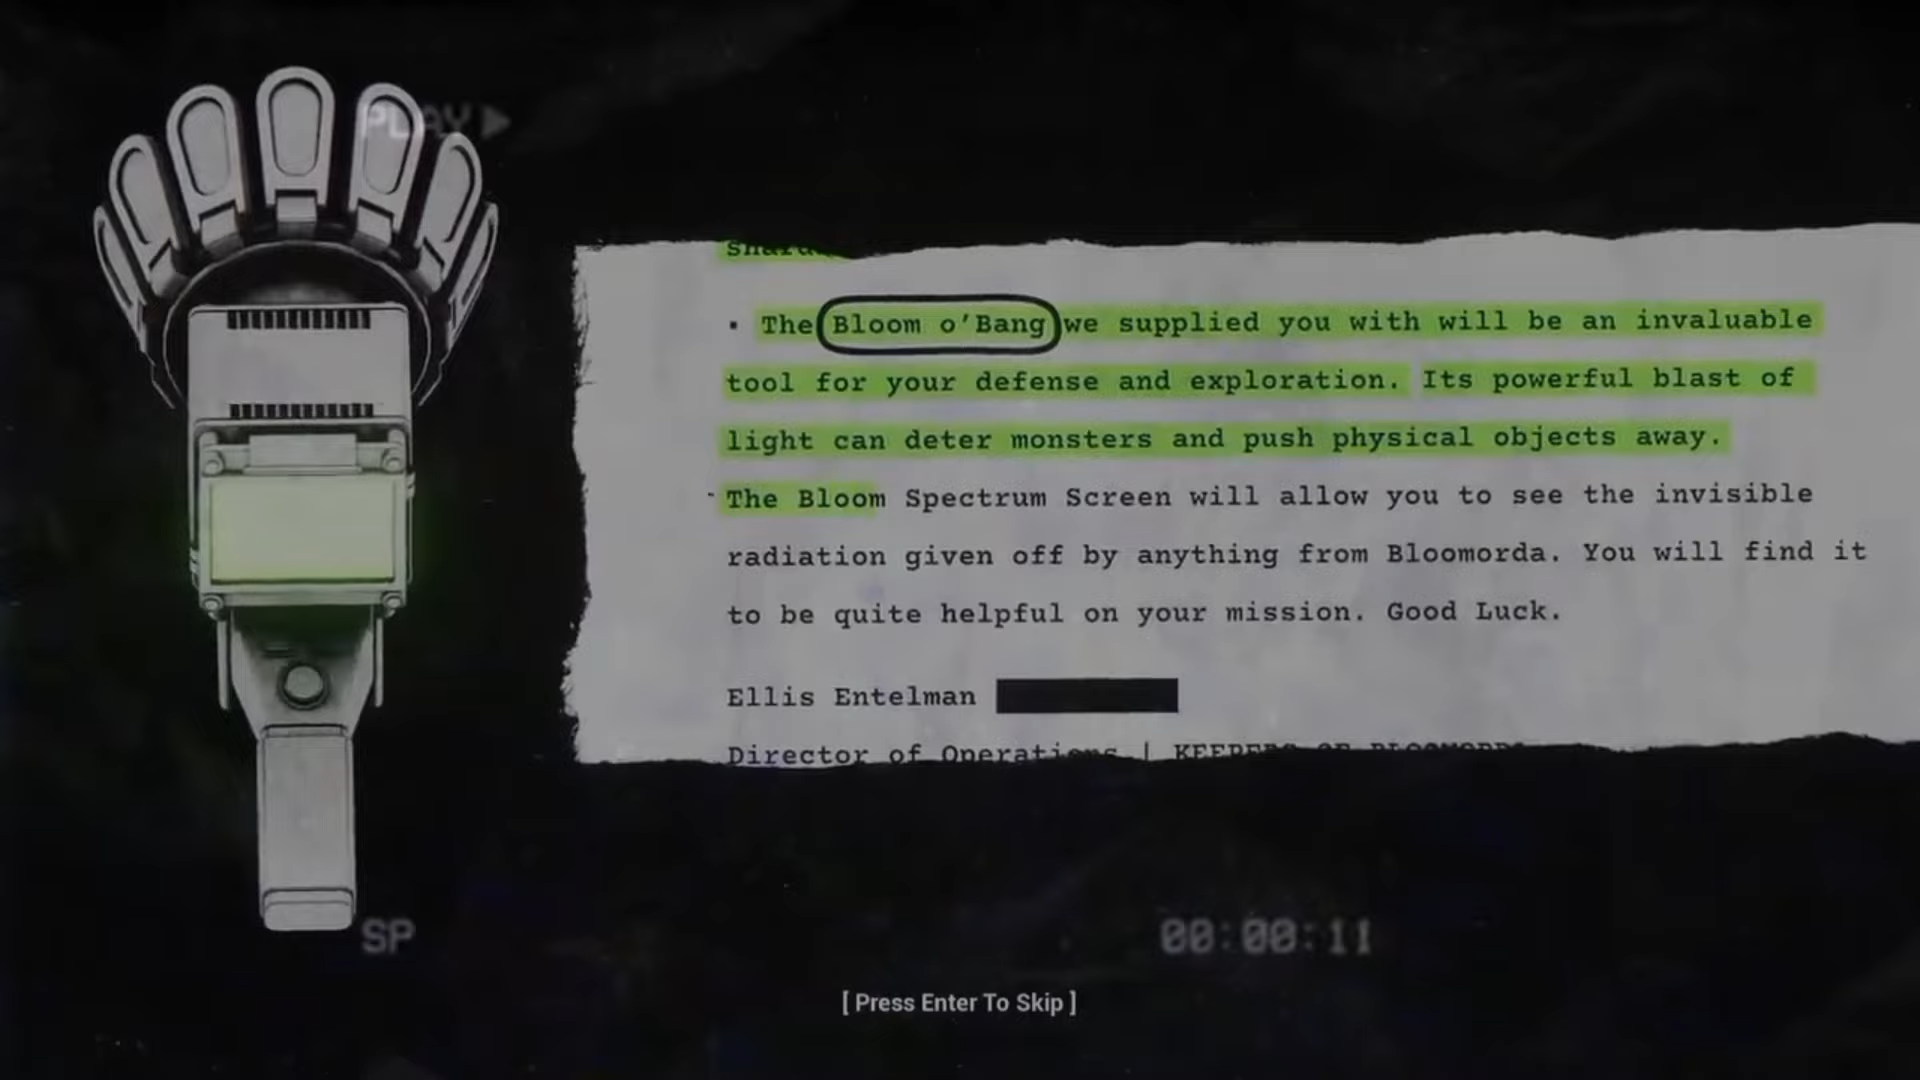 PLAY
▪ The Bloom o'Bang we supplied you with will be an invaluable
tool for your defense and exploration. Its powerful blast of
light can deter monsters and push physical objects away.
The Bloom Spectrum Screen will allow you to see the invisible
radiation given off by anything from Bloomorda. You will find it
to be quite helpful on your mission. Good Luck.
Ellis Entelman
Director of Operations |
SP
00:00:11
[ Press Enter To Skip ]